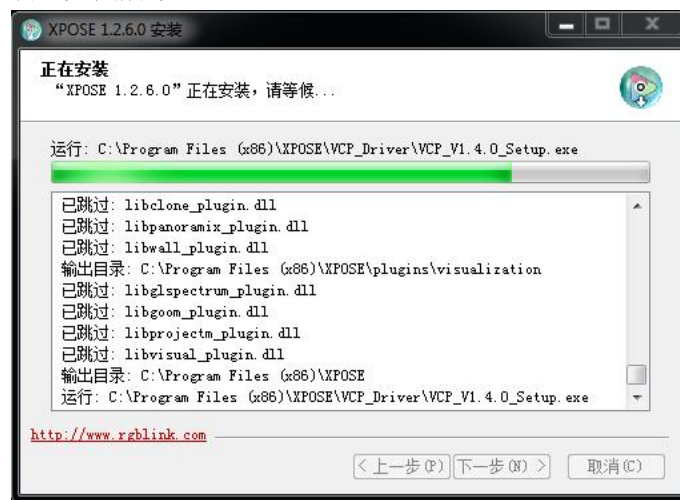 XPOSE 1.2.6.0 安装
正在安装
“XPOSE 1.2.6.0”正在安装，请等候...
运行: C:\Program Files (x86)\XPOSE\VCP_Driver\VCP_V1.4.0_Setup.exe
已跳过: libclone_plugin.dll
已跳过: libpanoramix_plugin.dll
已跳过: libwall_plugin.dll
输出目录: C:\Program Files (x86)\XPOSE\plugins\visualization
已跳过: libglspectrum_plugin.dll
已跳过: libgoom_plugin.dll
已跳过: libprojectm_plugin.dll
已跳过: libvisual_plugin.dll
输出目录: C:\Program Files (x86)\XPOSE
运行: C:\Program Files (x86)\XPOSE\VCP_Driver\VCP_V1.4.0_Setup.exe
http://www.rgblink.com
< 上一步(P) 下一步(N) > 取消(C)